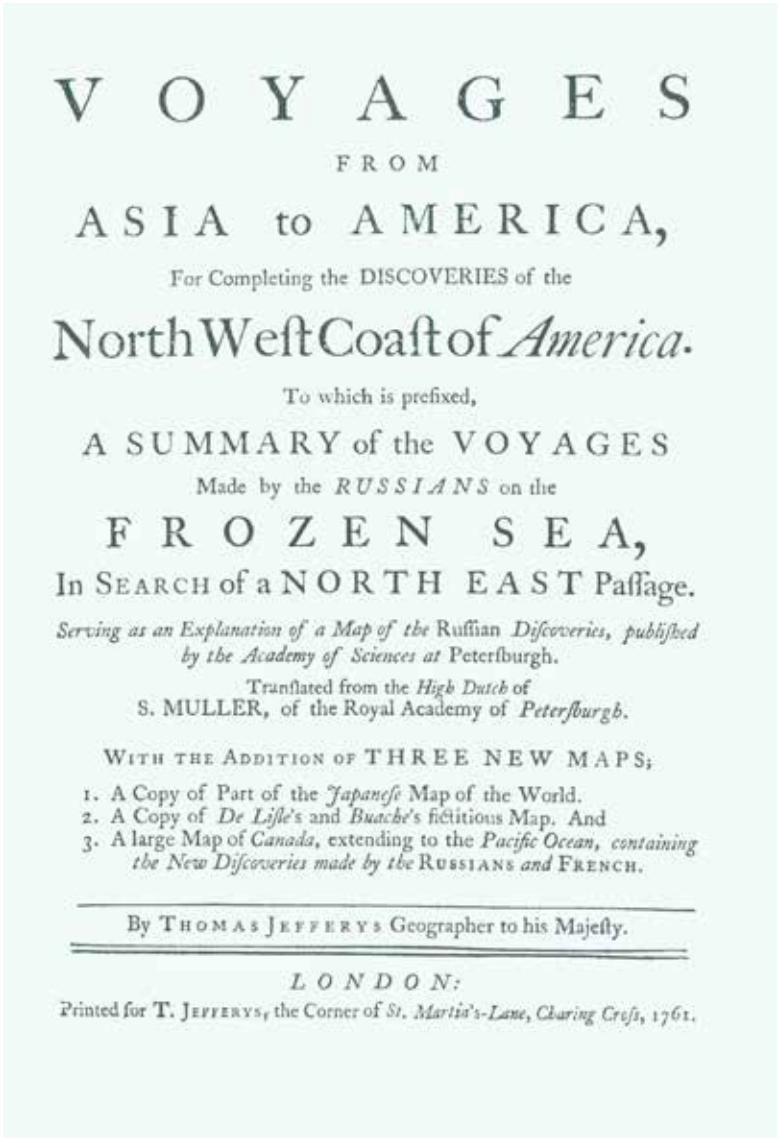 VOYAGES
FROM
ASIA to AMERICA,
For Completing the DISCOVERIES of the
North Weſt Coaſt of America.
To which is prefixed,
A SUMMARY of the VOYAGES
Made by the RUSSIANS on the
FROZEN SEA,
In SEARCH of a NORTH EAST Paſſage.
Serving as an Explanation of a Map of the Ruſſian Diſcoveries, publiſhed
by the Academy of Sciences at Peterſburgh.
Tranſlated from the High Dutch of
S. MULLER, of the Royal Academy of Peterſburgh.
WITH THE ADDITION OF THREE NEW MAPS;
1. A Copy of Part of the Japaneſe Map of the World.
2. A Copy of De Liſle's and Buache's fictitious Map. And
3. A large Map of Canada, extending to the Pacific Ocean, containing
the New Diſcoveries made by the RUSSIANS and FRENCH.
By THOMAS JEFFERYS Geographer to his Majeſty.
LONDON:
Printed for T. JEFFERYS, the Corner of St. Martin's-Lane, Charing Croſs, 1761.